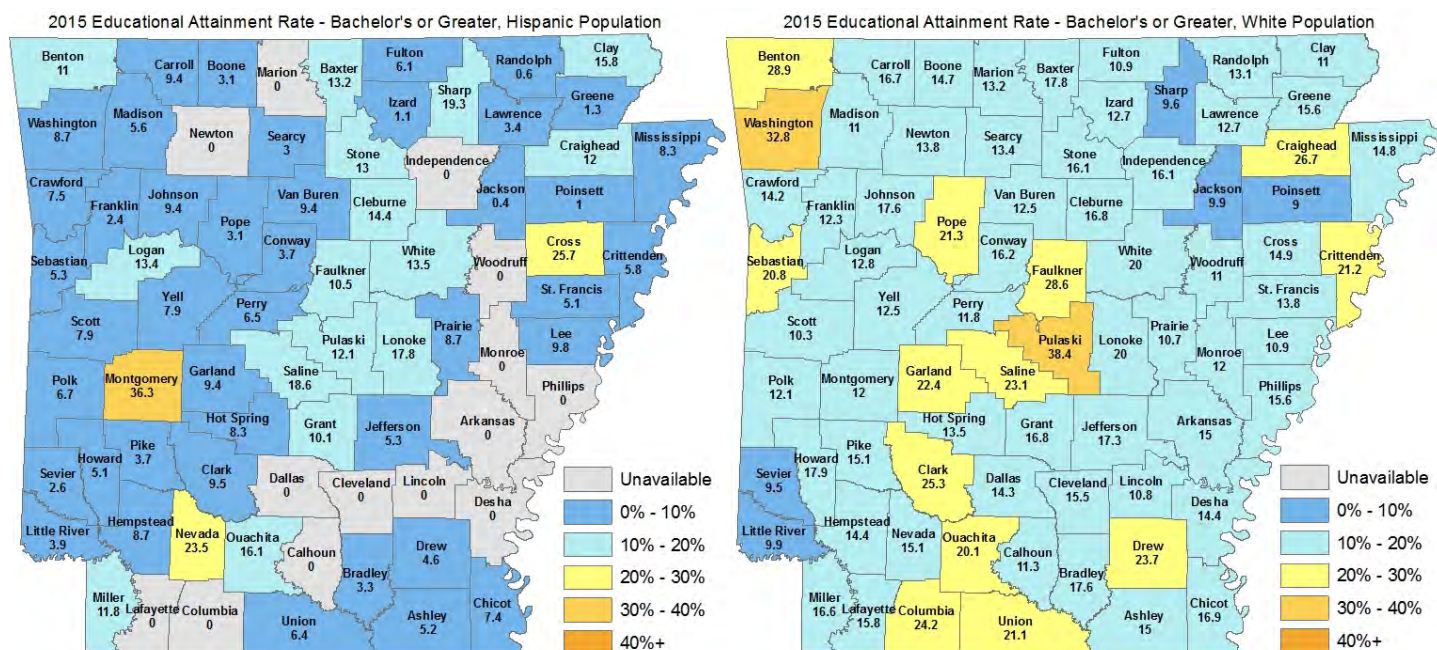 2015 Educational Attainment Rate - Bachelor's or Greater, Hispanic Population
Benton
11
Carroll
9.4
Boone
3.1
Marion
0
Baxter
13.2
Fulton
6.1
Randolph
0.6
Clay
15.8
Washington
8.7
Madison
5.6
Newton
0
Searcy
3
Izard
1.1
Sharp
19.3
Lawrence
3.4
Greene
1.3
Stone
13
Independence
0
Craighead
12
Mississippi
8.3
Crawford
7.5
Franklin
2.4
Johnson
9.4
Pope
3.1
Van Buren
9.4
Cleburne
14.4
Jackson
0.4
Poinsett
1
Sebastian
5.3
Logan
13.4
Conway
3.7
White
13.5
Woodruff
0
Cross
25.7
Crittenden
5.8
Faulkner
10.5
St. Francis
5.1
Scott
7.9
Yell
7.9
Perry
6.5
Pulaski
12.1
Lonoke
17.8
Prairie
8.7
Monroe
0
Lee
9.8
Polk
6.7
Montgomery
36.3
Garland
9.4
Saline
18.6
Phillips
0
Hot Spring
8.3
Grant
10.1
Jefferson
5.3
Arkansas
0
Sevier
2.6
Howard
5.1
Pike
3.7
Clark
9.5
Dallas
0
Cleveland
0
Lincoln
0
Desha
0
Little River
3.9
Hempstead
8.7
Nevada
23.5
Ouachita
16.1
Calhoun
0
Bradley
3.3
Drew
4.6
Miller
11.8
Lafayette
0
Columbia
0
Union
6.4
Ashley
5.2
Chicot
7.4
Unavailable
0% - 10%
10% - 20%
20% - 30%
30% - 40%
40%+
2015 Educational Attainment Rate - Bachelor's or Greater, White Population
Benton
28.9
Carroll
16.7
Boone
14.7
Marion
13.2
Baxter
17.8
Fulton
10.9
Randolph
13.1
Clay
11
Washington
32.8
Madison
11
Newton
13.8
Searcy
13.4
Izard
12.7
Sharp
9.6
Lawrence
12.7
Greene
15.6
Stone
16.1
Independence
16.1
Craighead
26.7
Mississippi
14.8
Crawford
14.2
Franklin
12.3
Johnson
17.6
Pope
21.3
Van Buren
12.5
Cleburne
16.8
Jackson
9.9
Poinsett
9
Sebastian
20.8
Logan
12.8
Conway
16.2
White
20
Woodruff
11
Cross
14.9
Crittenden
21.2
Faulkner
28.6
St. Francis
13.8
Scott
10.3
Yell
12.5
Perry
11.8
Pulaski
38.4
Lonoke
20
Prairie
10.7
Monroe
12
Lee
10.9
Polk
12.1
Montgomery
12
Garland
22.4
Saline
23.1
Phillips
15.6
Hot Spring
13.5
Grant
16.8
Jefferson
17.3
Arkansas
15
Sevier
9.5
Howard
17.9
Pike
15.1
Clark
25.3
Dallas
14.3
Cleveland
15.5
Lincoln
10.8
Desha
14.4
Little River
9.9
Hempstead
14.4
Nevada
15.1
Ouachita
20.1
Calhoun
11.3
Bradley
17.6
Drew
23.7
Miller
16.6
Lafayette
15.8
Columbia
24.2
Union
21.1
Ashley
15
Chicot
16.9
Unavailable
0% - 10%
10% - 20%
20% - 30%
30% - 40%
40%+